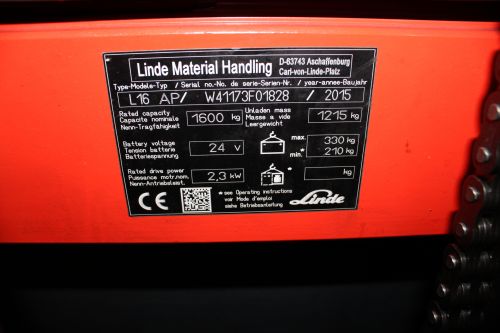 Linde Material Handling D-63743 Aschaffenburg
Carl-von-Linde-Platz
Type-Modele-Typ / Serial no.-No. de serie-Serien-Nr. / year-annee-Baujahr
L16 AP/ W41173F01828 / 2015
Rated capacity
Capacite nominale
Nenn-Tragfähigkeit
1600 kg
Unladen mass
Masse a vide
Leergewicht
1215 kg
Battery voltage
Tension batterie
Batteriespannung
24 V
max. 330 kg
min.* 210 kg
Rated drive power
Puissance motr.nom.
Nenn-Antriebsleist.
2,3 kW
kg
CE
*see Operating instructions
voir Mode d'emploi
siehe Betriebsanleitung
Linde